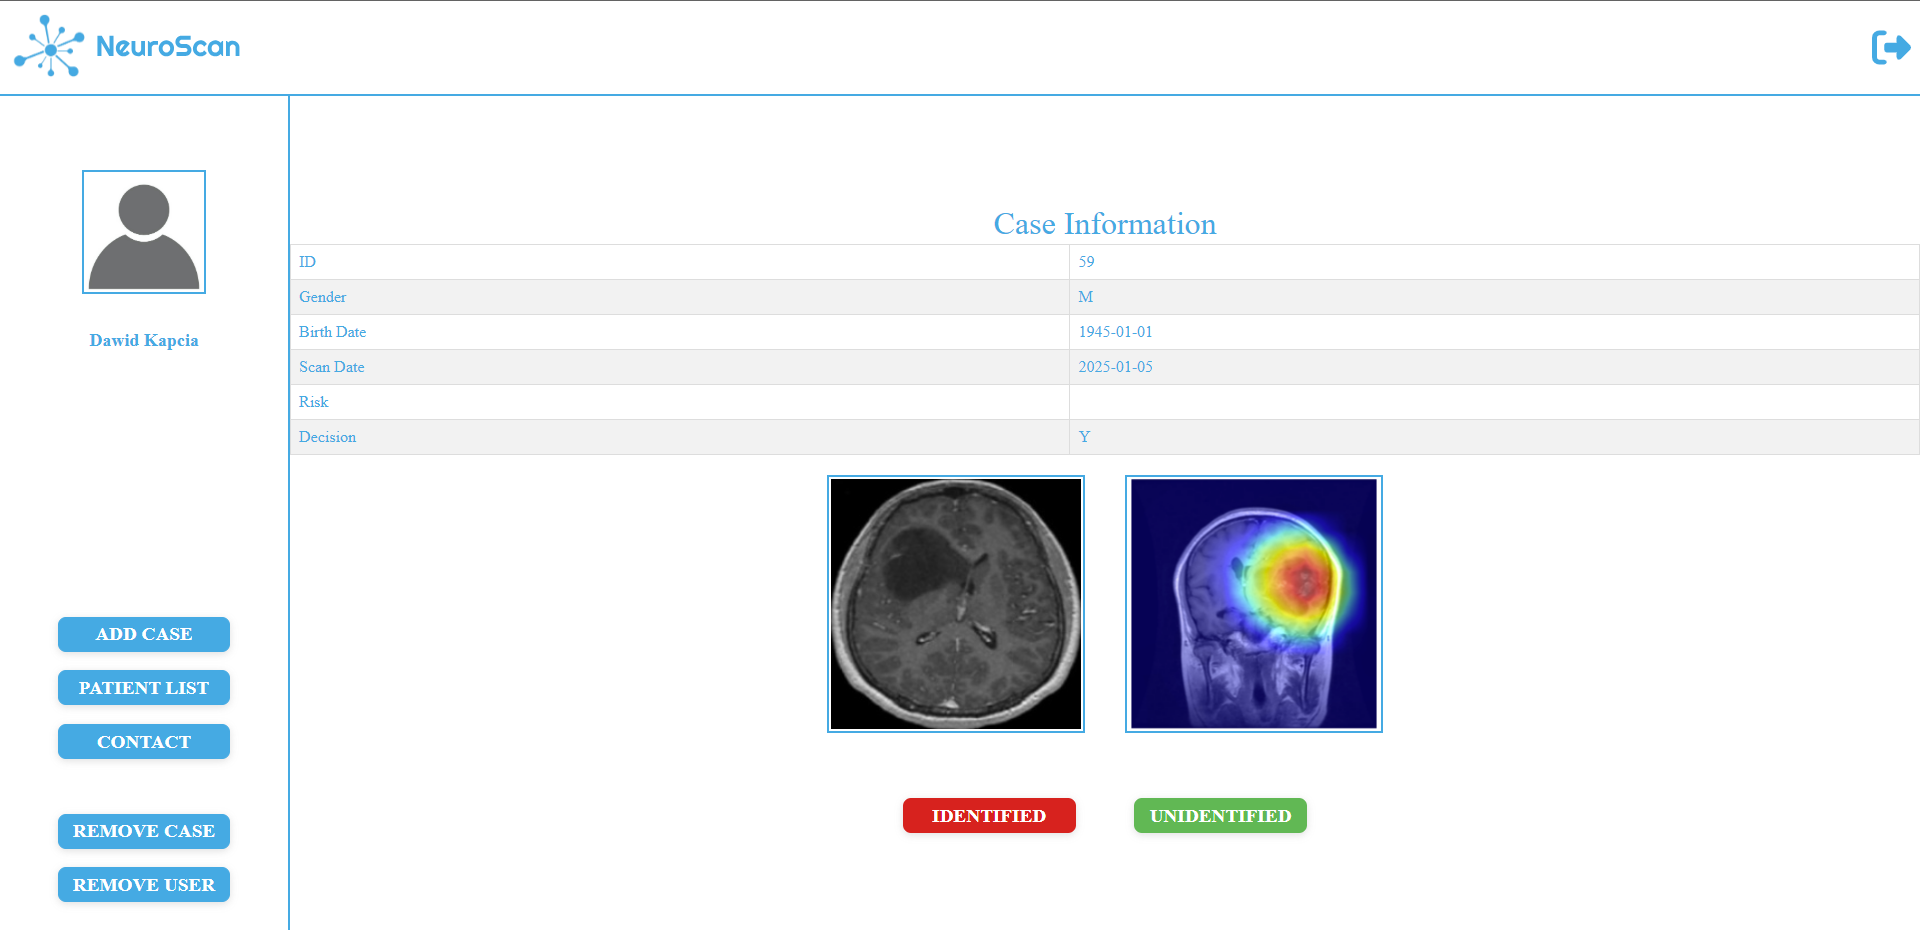 NeuroScan
Dawid Kapcia
ADD CASE
PATIENT LIST
CONTACT
REMOVE CASE
REMOVE USER
Case Information
ID 59
Gender M
Birth Date 1945-01-01
Scan Date 2025-01-05
Risk
Decision Y
IDENTIFIED
UNIDENTIFIED